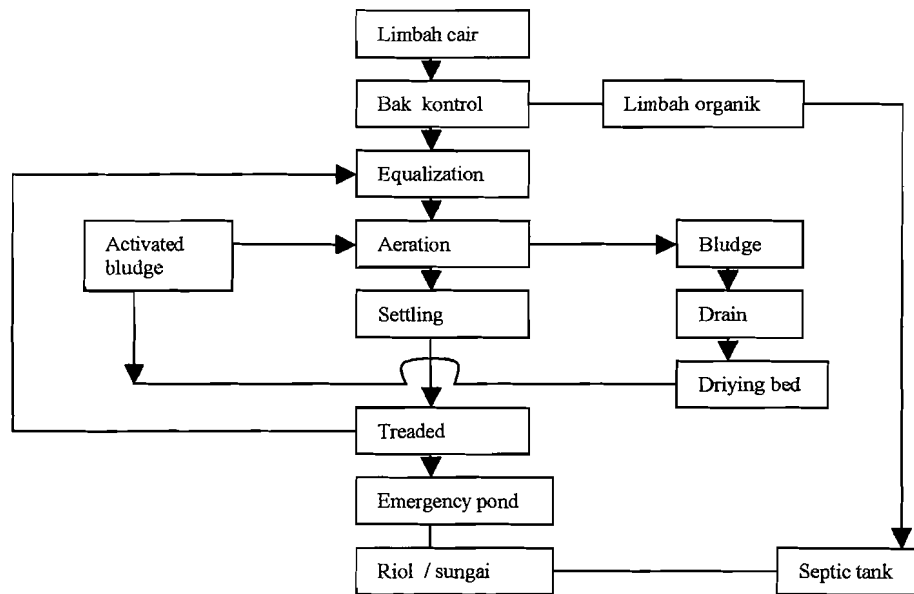 Limbah cair
Bak kontrol
Limbah organik
Equalization
Activated
bludge
Aeration
Bludge
Settling
Drain
Driying bed
Treaded
Emergency pond
Riol / sungai
Septic tank